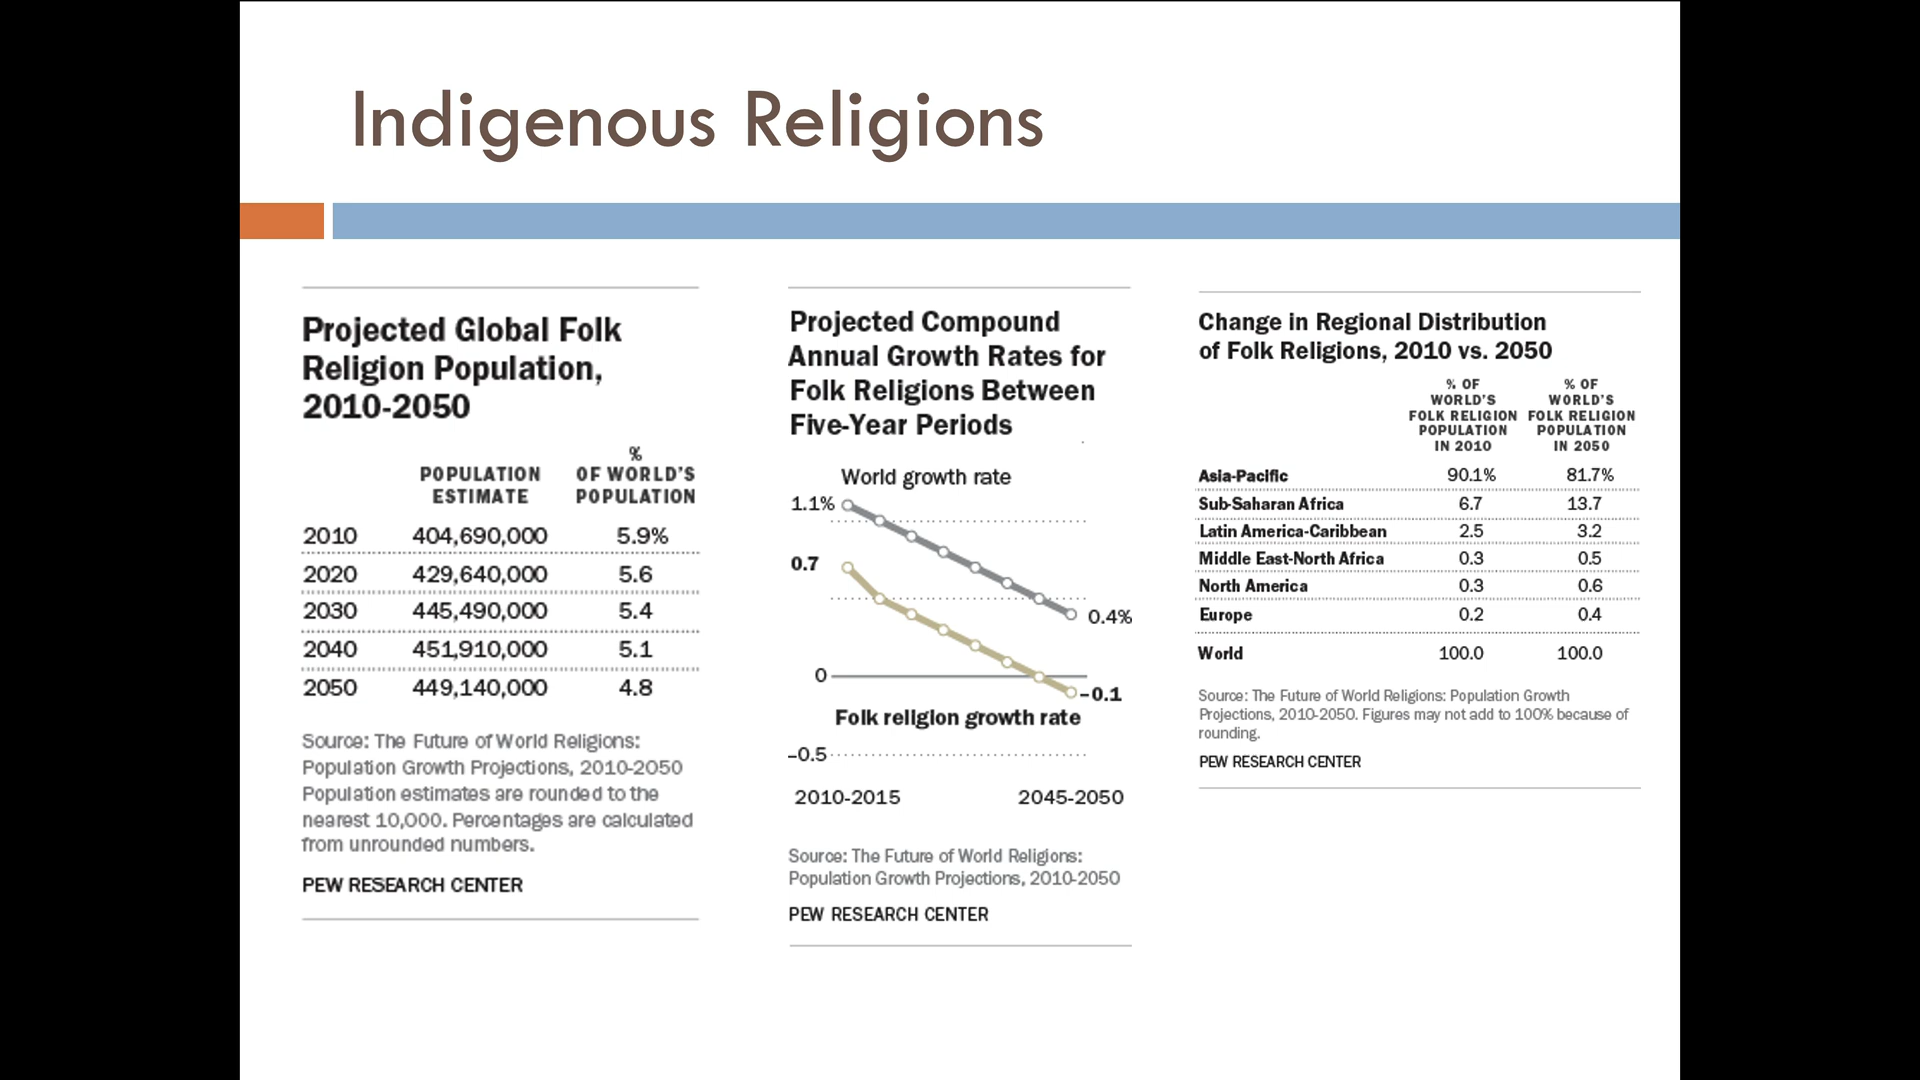 Indigenous Religions
Projected Global Folk
Religion Population,
2010-2050
%
POPULATION OF WORLD'S
ESTIMATE POPULATION
2010 404,690,000 5.9%
2020 429,640,000 5.6
2030 445,490,000 5.4
2040 451,910,000 5.1
2050 449,140,000 4.8
Source: The Future of World Religions:
Population Growth Projections, 2010-2050
Population estimates are rounded to the
nearest 10,000. Percentages are calculated
from unrounded numbers.
PEW RESEARCH CENTER
Projected Compound
Annual Growth Rates for
Folk Religions Between
Five-Year Periods
World growth rate
1.1%
0.7
0.4%
0
–0.1
Folk religion growth rate
–0.5
2010-2015 2045-2050
Source: The Future of World Religions:
Population Growth Projections, 2010-2050
PEW RESEARCH CENTER
Change in Regional Distribution
of Folk Religions, 2010 vs. 2050
% OF % OF
WORLD'S WORLD'S
FOLK RELIGION FOLK RELIGION
POPULATION POPULATION
IN 2010 IN 2050
Asia-Pacific 90.1% 81.7%
Sub-Saharan Africa 6.7 13.7
Latin America-Caribbean 2.5 3.2
Middle East-North Africa 0.3 0.5
North America 0.3 0.6
Europe 0.2 0.4
World 100.0 100.0
Source: The Future of World Religions: Population Growth
Projections, 2010-2050. Figures may not add to 100% because of
rounding.
PEW RESEARCH CENTER